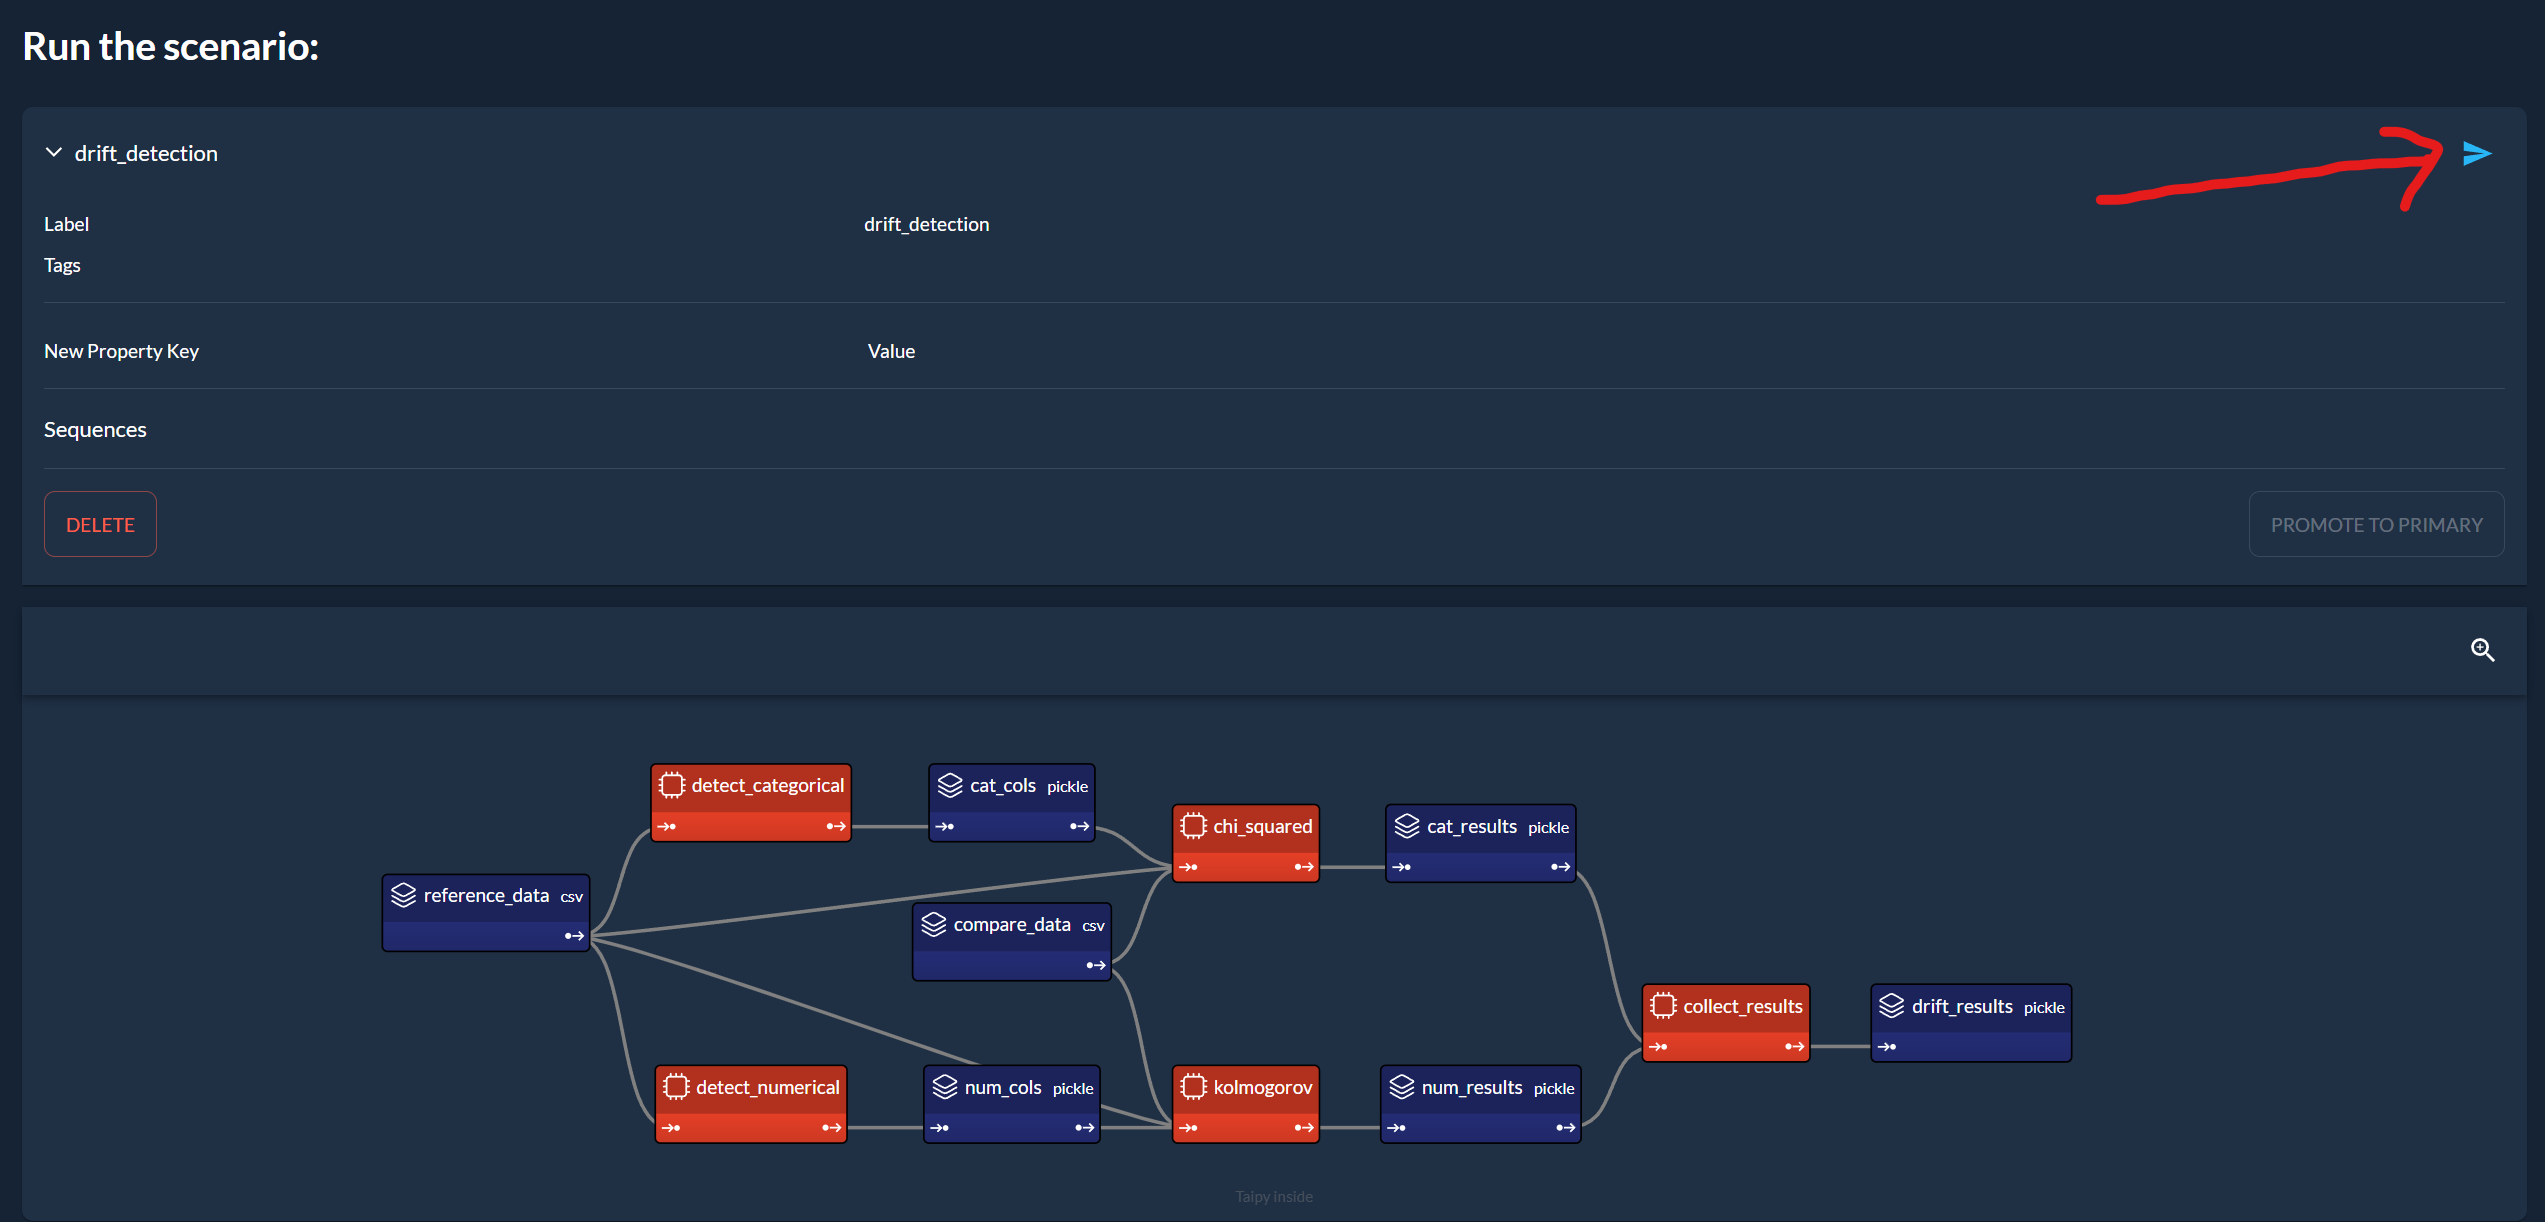 Run the scenario:
drift_detection
Label drift_detection
Tags
New Property Key Value
Sequences
DELETE PROMOTE TO PRIMARY
detect_categorical
cat_cols pickle
chi_squared
cat_results pickle
reference_data csv
compare_data csv
collect_results
drift_results pickle
detect_numerical
num_cols pickle
kolmogorov
num_results pickle
Taipy inside